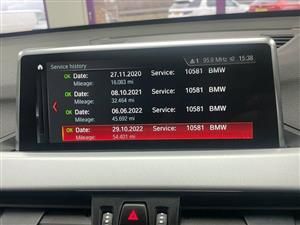 Service history
1 95.8 MHz 15:38
OK Date: 27.11.2020 Service: 10581 BMW
Mileage: 16.083 mi
OK Date: 08.10.2021 Service: 10581 BMW
Mileage: 32.464 mi
OK Date: 06.06.2022 Service: 10581 BMW
Mileage: 45.692 mi
OK Date: 29.10.2022 Service: 10581 BMW
Mileage: 54.401 mi